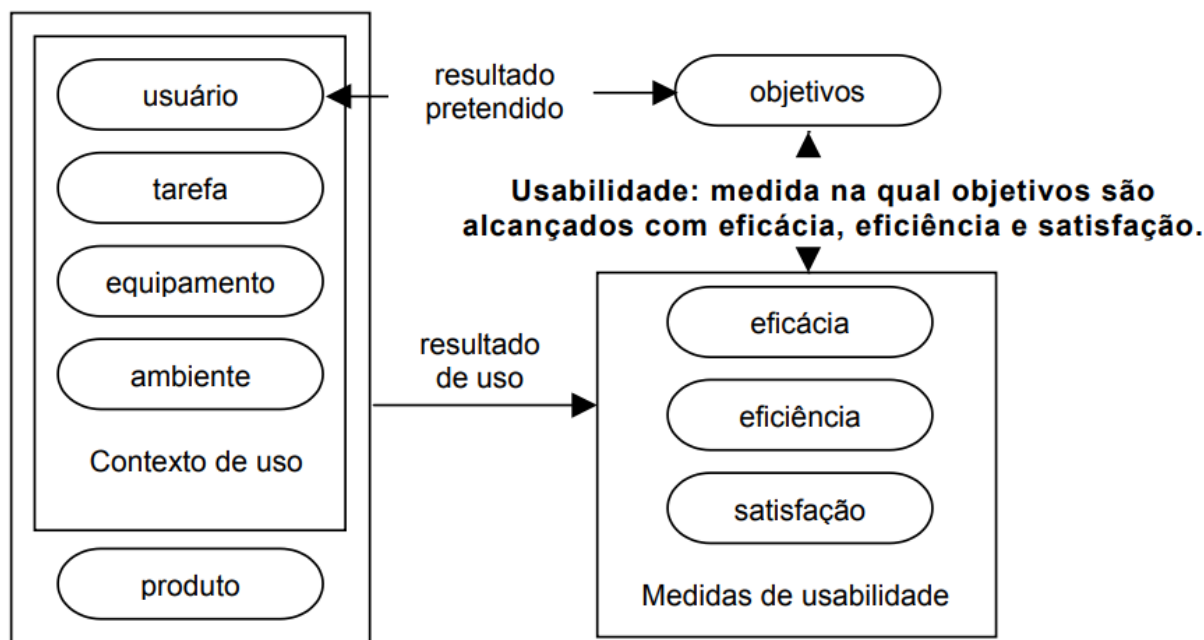 usuário
tarefa
equipamento
ambiente
Contexto de uso
produto
resultado
pretendido
objetivos
Usabilidade: medida na qual objetivos são
alcançados com eficácia, eficiência e satisfação.
resultado
de uso
eficácia
eficiência
satisfação
Medidas de usabilidade